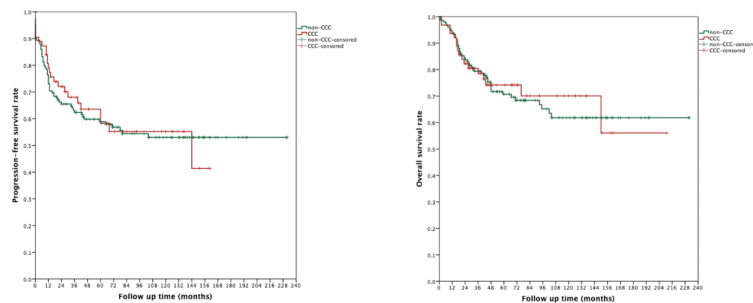 1.0
0.9
0.8
0.7
0.6
0.5
0.4
0.3
0.2
0.1
0.0
Progression-free survival rate
0 12 24 36 48 60 72 84 96 108 120 132 144 156 168 180 192 204 216 228 240
Follow up time (months)
non-CCC
CCC
non-CCC-censored
CCC-censored
1.0
0.9
0.8
0.7
0.6
0.5
0.4
0.3
0.2
0.1
0.0
Overall survival rate
0 12 24 36 48 60 72 84 96 108 120 132 144 156 168 180 192 204 216 228 240
Follow up time (months)
non-CCC
CCC
non-CCC-censored
CCC-censored